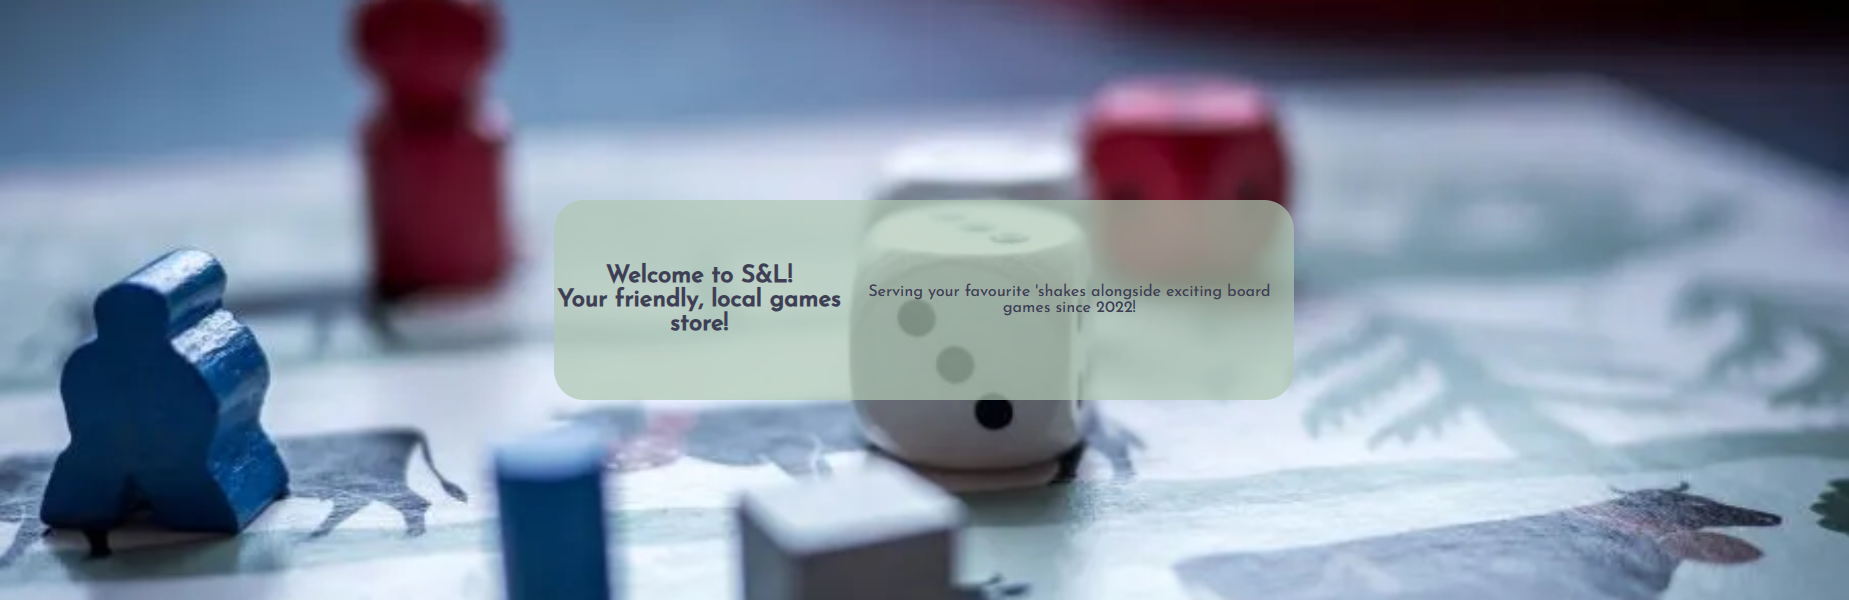 Welcome to S&L!
Your friendly, local games
store!
Serving your favourite 'shakes alongside exciting board
games since 2022!